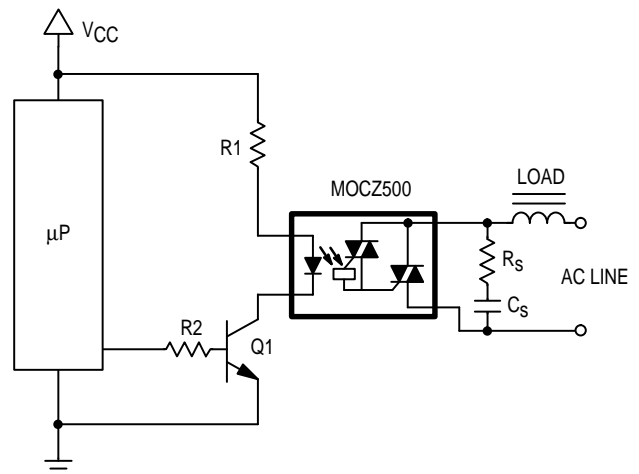 VCC
R1
MOCZ500
LOAD
μP
Rs
AC LINE
Cs
R2
Q1